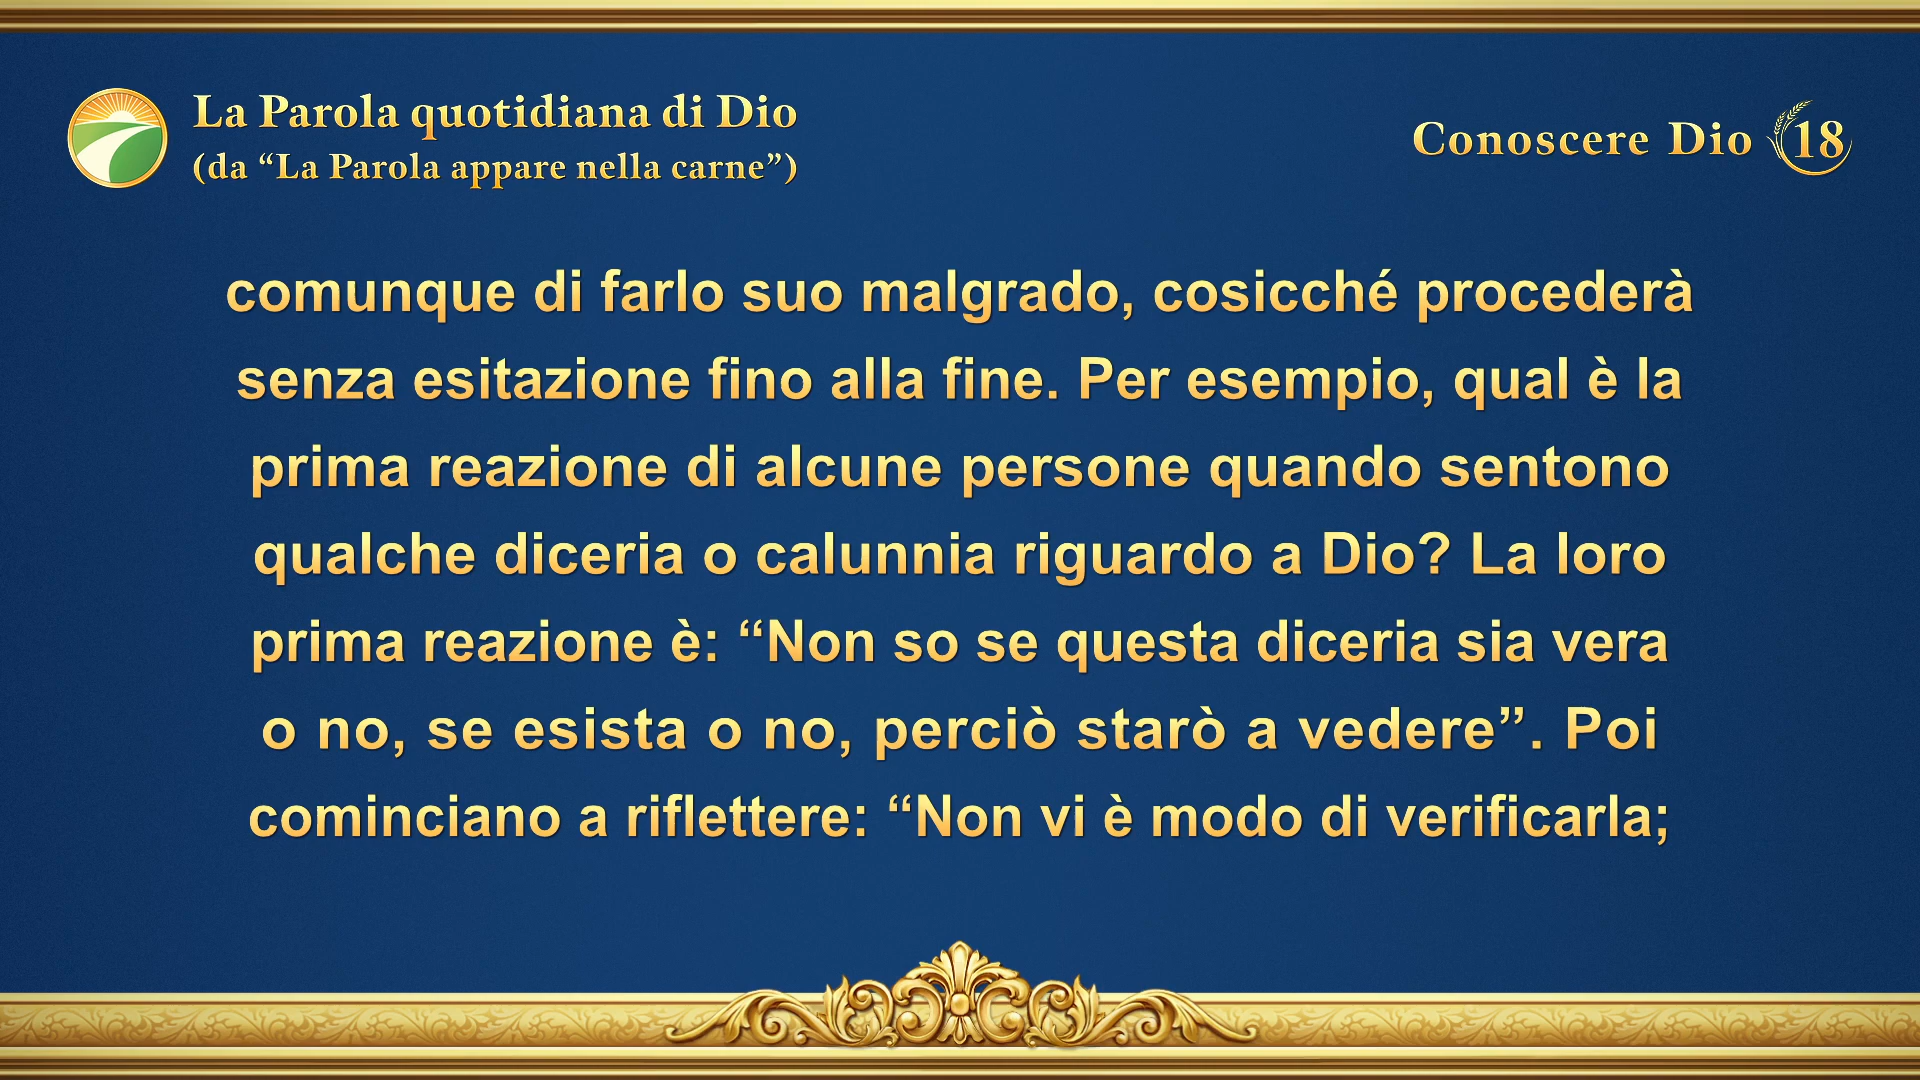 La Parola quotidiana di Dio
(da “La Parola appare nella carne”)
Conoscere Dio 18
comunque di farlo suo malgrado, cosicché procederà
senza esitazione fino alla fine. Per esempio, qual è la
prima reazione di alcune persone quando sentono
qualche diceria o calunnia riguardo a Dio? La loro
prima reazione è: “Non so se questa diceria sia vera
o no, se esista o no, perciò starò a vedere”. Poi
cominciano a riflettere: “Non vi è modo di verificarla;